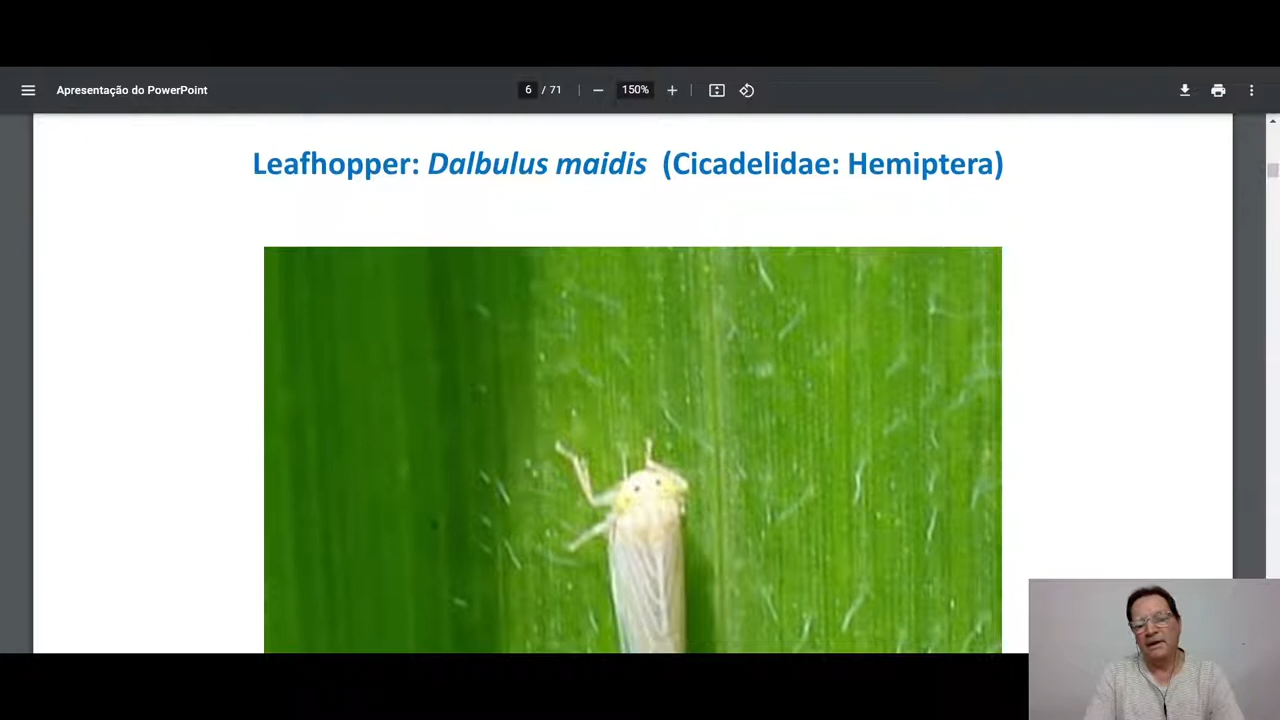 Apresentação do PowerPoint
6 / 71
150%
Leafhopper: Dalbulus maidis (Cicadelidae: Hemiptera)